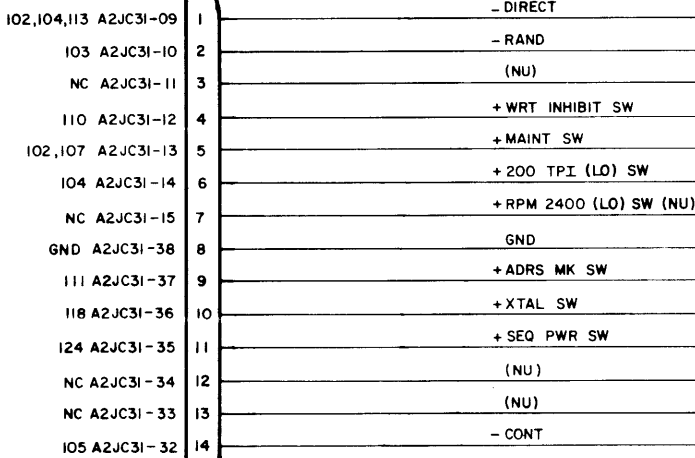 102,104,113 A2JC31-09 1 - DIRECT
103 A2JC31-10 2 - RAND
NC A2JC31-11 3 (NU)
110 A2JC31-12 4 + WRT INHIBIT SW
102,107 A2JC31-13 5 + MAINT SW
104 A2JC31-14 6 + 200 TPI (LO) SW
NC A2JC31-15 7 + RPM 2400 (LO) SW (NU)
GND A2JC31-38 8 GND
111 A2JC31-37 9 + ADRS MK SW
118 A2JC31-36 10 + XTAL SW
124 A2JC31-35 11 + SEQ PWR SW
NC A2JC31-34 12 (NU)
NC A2JC31-33 13 (NU)
105 A2JC31-32 14 - CONT